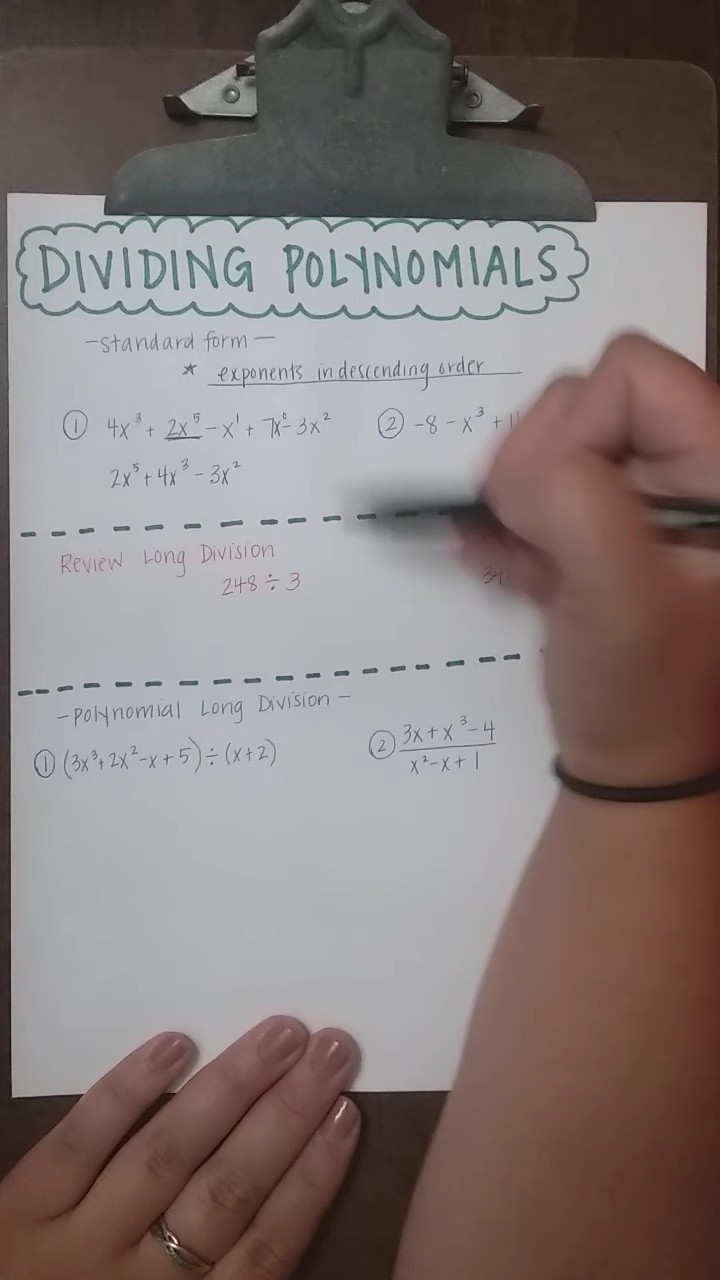 DIVIDING POLYNOMIALS
- standard form -
* exponents in descending order
① 4x³ + 2x⁵ - x¹ + 7x⁰ - 3x² ② -8 - x³ +
2x⁵ + 4x³ - 3x²
Review Long Division
248 ÷ 3
- Polynomial Long Division -
① (3x³ + 2x² - x + 5) ÷ (x + 2) ② 3x + x³ - 4
x² - x + 1